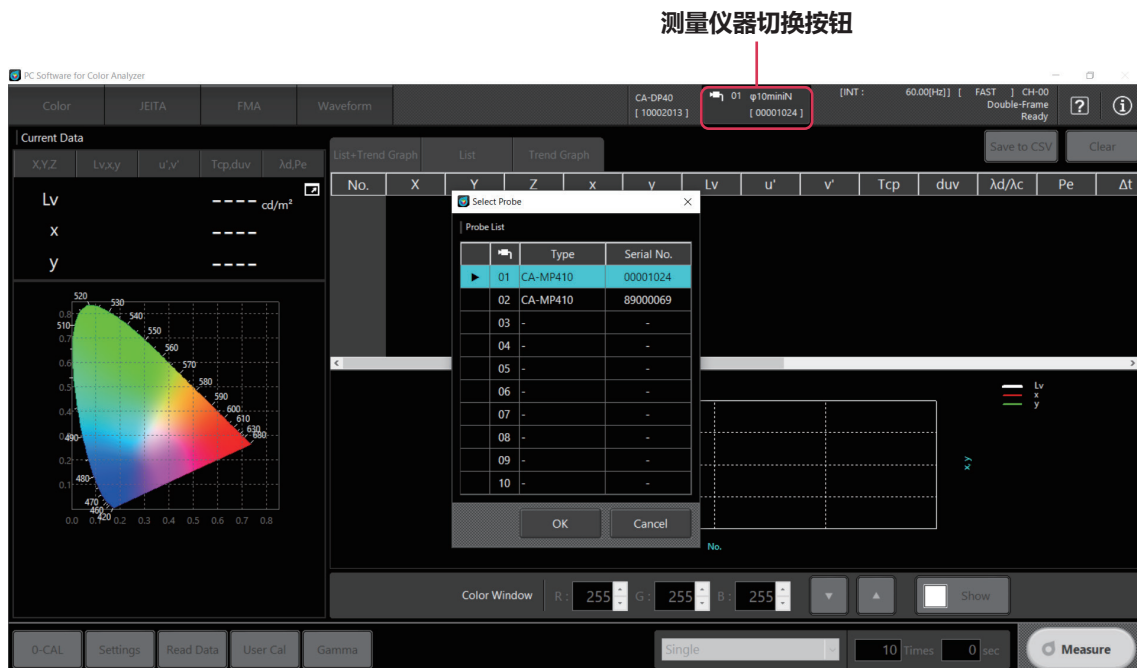 测量仪器切换按钮
PC Software for Color Analyzer
Color JEITA FMA Waveform
CA-DP40
[ 10002013 ]
01 φ10miniN
[ 00001024 ]
[INT : 60.00[Hz]] [ FAST ] CH-00
Double-Frame
Ready
?
i
Current Data
X,Y,Z Lv,x,y u',v' Tcp,duv λd,Pe
Lv ---- cd/m²
x ----
y ----
List+Trend Graph List Trend Graph
Save to CSV Clear
No. X Y Z x y Lv u' v' Tcp duv λd/λc Pe Δt
Select Probe
Probe List
Type Serial No.
01 CA-MP410 00001024
02 CA-MP410 89000069
03 - -
04 - -
05 - -
06 - -
07 - -
08 - -
09 - -
10 - -
OK Cancel
520
530
540
510
550
560
570
580
590
600
610
630
680
490
480
470
460
420
0.8
0.7
0.6
0.5
0.4
0.2
0.1
0.0 0.1 0.2 0.3 0.4 0.5 0.6 0.7 0.8
Lv
x
y
x,y
No.
Color Window R : 255 G : 255 B : 255 Show
0-CAL Settings Read Data User Cal Gamma
Single 10 Times 0 sec Measure